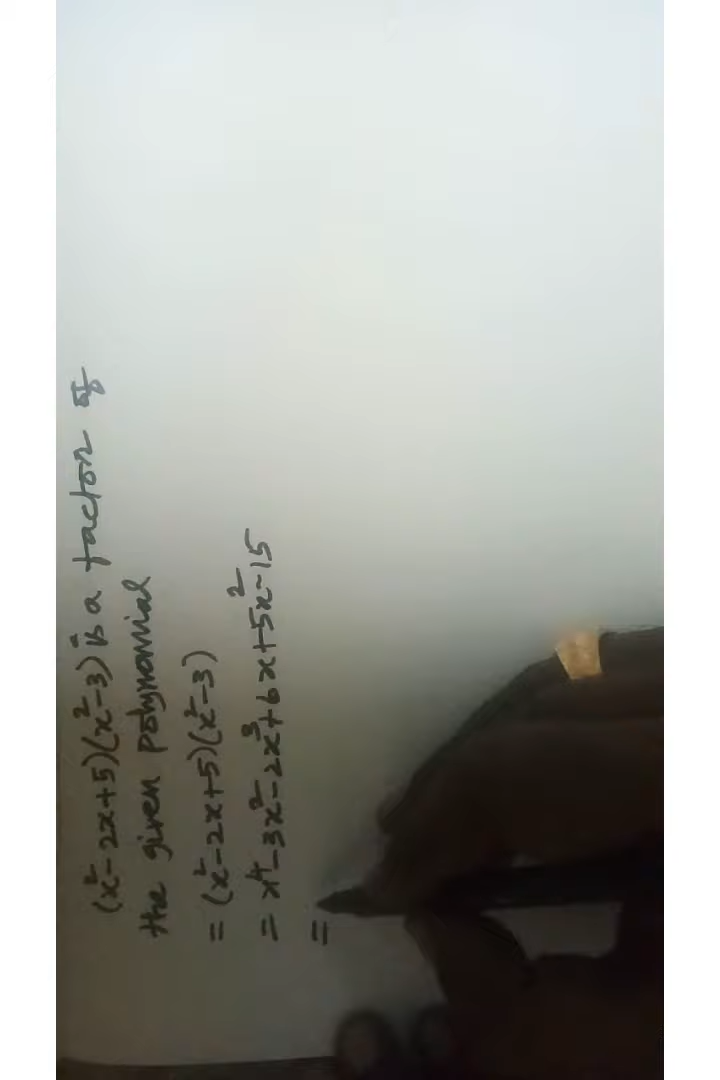 (x²-2x+5)(x²-3) is a factor of
the given polynomial
= (x²-2x+5)(x²-3)
= x⁴-3x²-2x³+6x+5x²-15
=